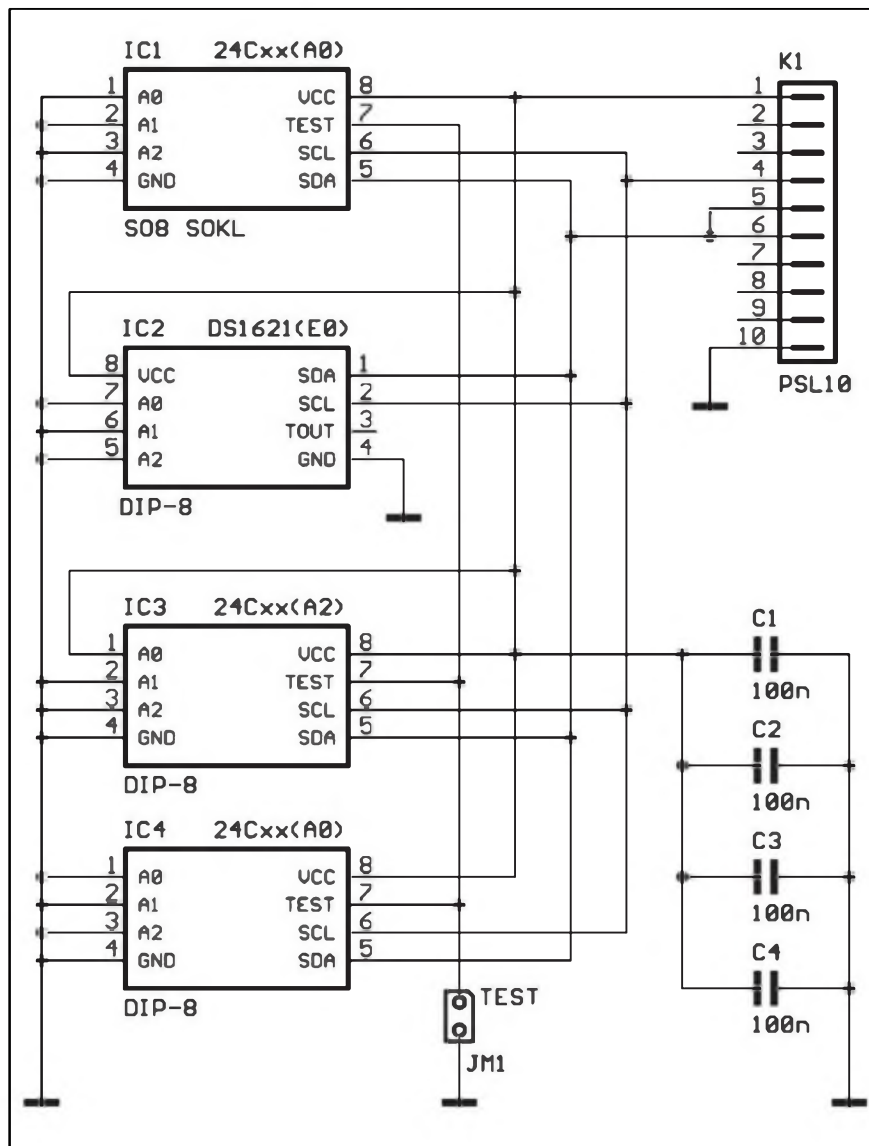 IC1 24Cxx(A0)
1 A0 VCC 8
2 A1 TEST 7
3 A2 SCL 6
4 GND SDA 5
SO8 SOKL
K1
1
2
3
4
5
6
7
8
9
10
PSL10
IC2 DS1621(E0)
8 VCC SDA 1
7 A0 SCL 2
6 A1 TOUT 3
5 A2 GND 4
DIP-8
IC3 24Cxx(A2)
1 A0 VCC 8
2 A1 TEST 7
3 A2 SCL 6
4 GND SDA 5
DIP-8
C1
100n
C2
100n
C3
100n
C4
100n
IC4 24Cxx(A0)
1 A0 VCC 8
2 A1 TEST 7
3 A2 SCL 6
4 GND SDA 5
DIP-8
TEST
JM1